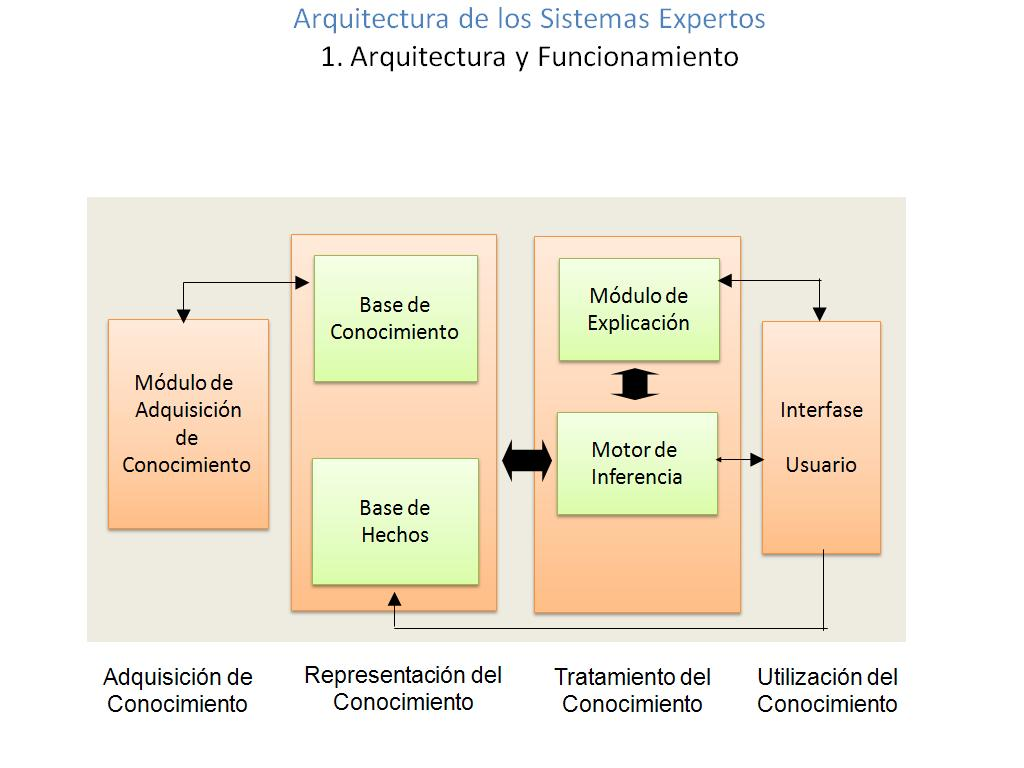 Arquitectura de los Sistemas Expertos
1. Arquitectura y Funcionamiento
Módulo de
Adquisición
de
Conocimiento
Base de
Conocimiento
Base de
Hechos
Módulo de
Explicación
Motor de
Inferencia
Interfase
Usuario
Adquisición de
Conocimiento
Representación del
Conocimiento
Tratamiento del
Conocimiento
Utilización del
Conocimiento